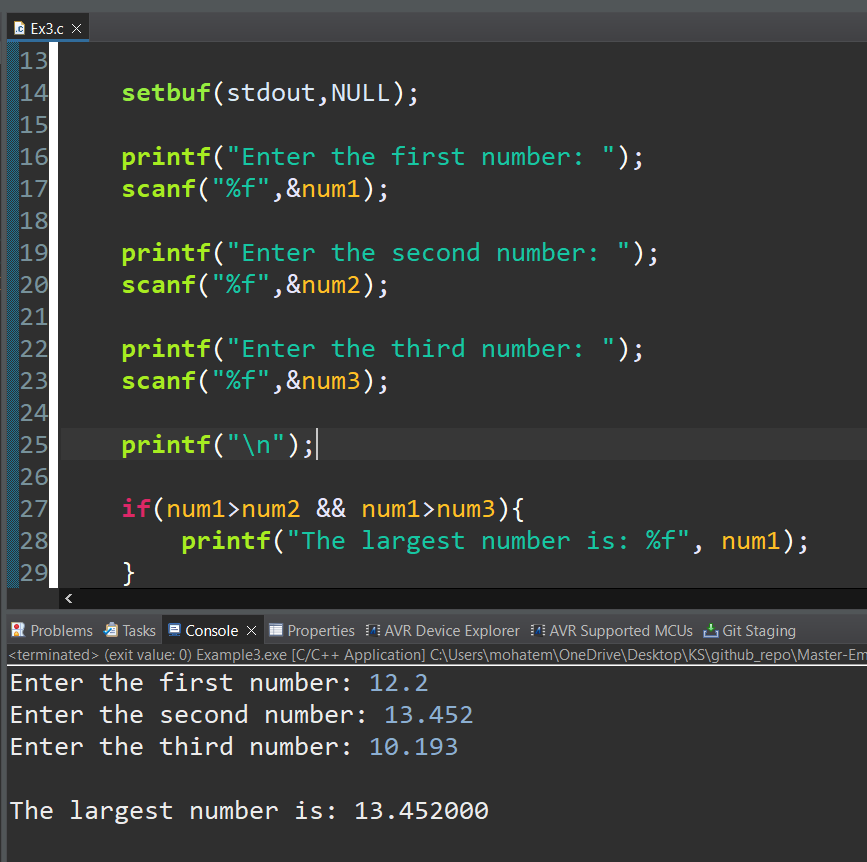 Ex3.c
13
14 setbuf(stdout,NULL);
15
16 printf("Enter the first number: ");
17 scanf("%f",&num1);
18
19 printf("Enter the second number: ");
20 scanf("%f",&num2);
21
22 printf("Enter the third number: ");
23 scanf("%f",&num3);
24
25 printf("\n");
26
27 if(num1>num2 && num1>num3){
28 printf("The largest number is: %f", num1);
29 }
Problems Tasks Console Properties AVR Device Explorer AVR Supported MCUs Git Staging
<terminated> (exit value: 0) Example3.exe [C/C++ Application] C:\Users\mohatem\OneDrive\Desktop\KS\github_repo\Master-Em
Enter the first number: 12.2
Enter the second number: 13.452
Enter the third number: 10.193
The largest number is: 13.452000